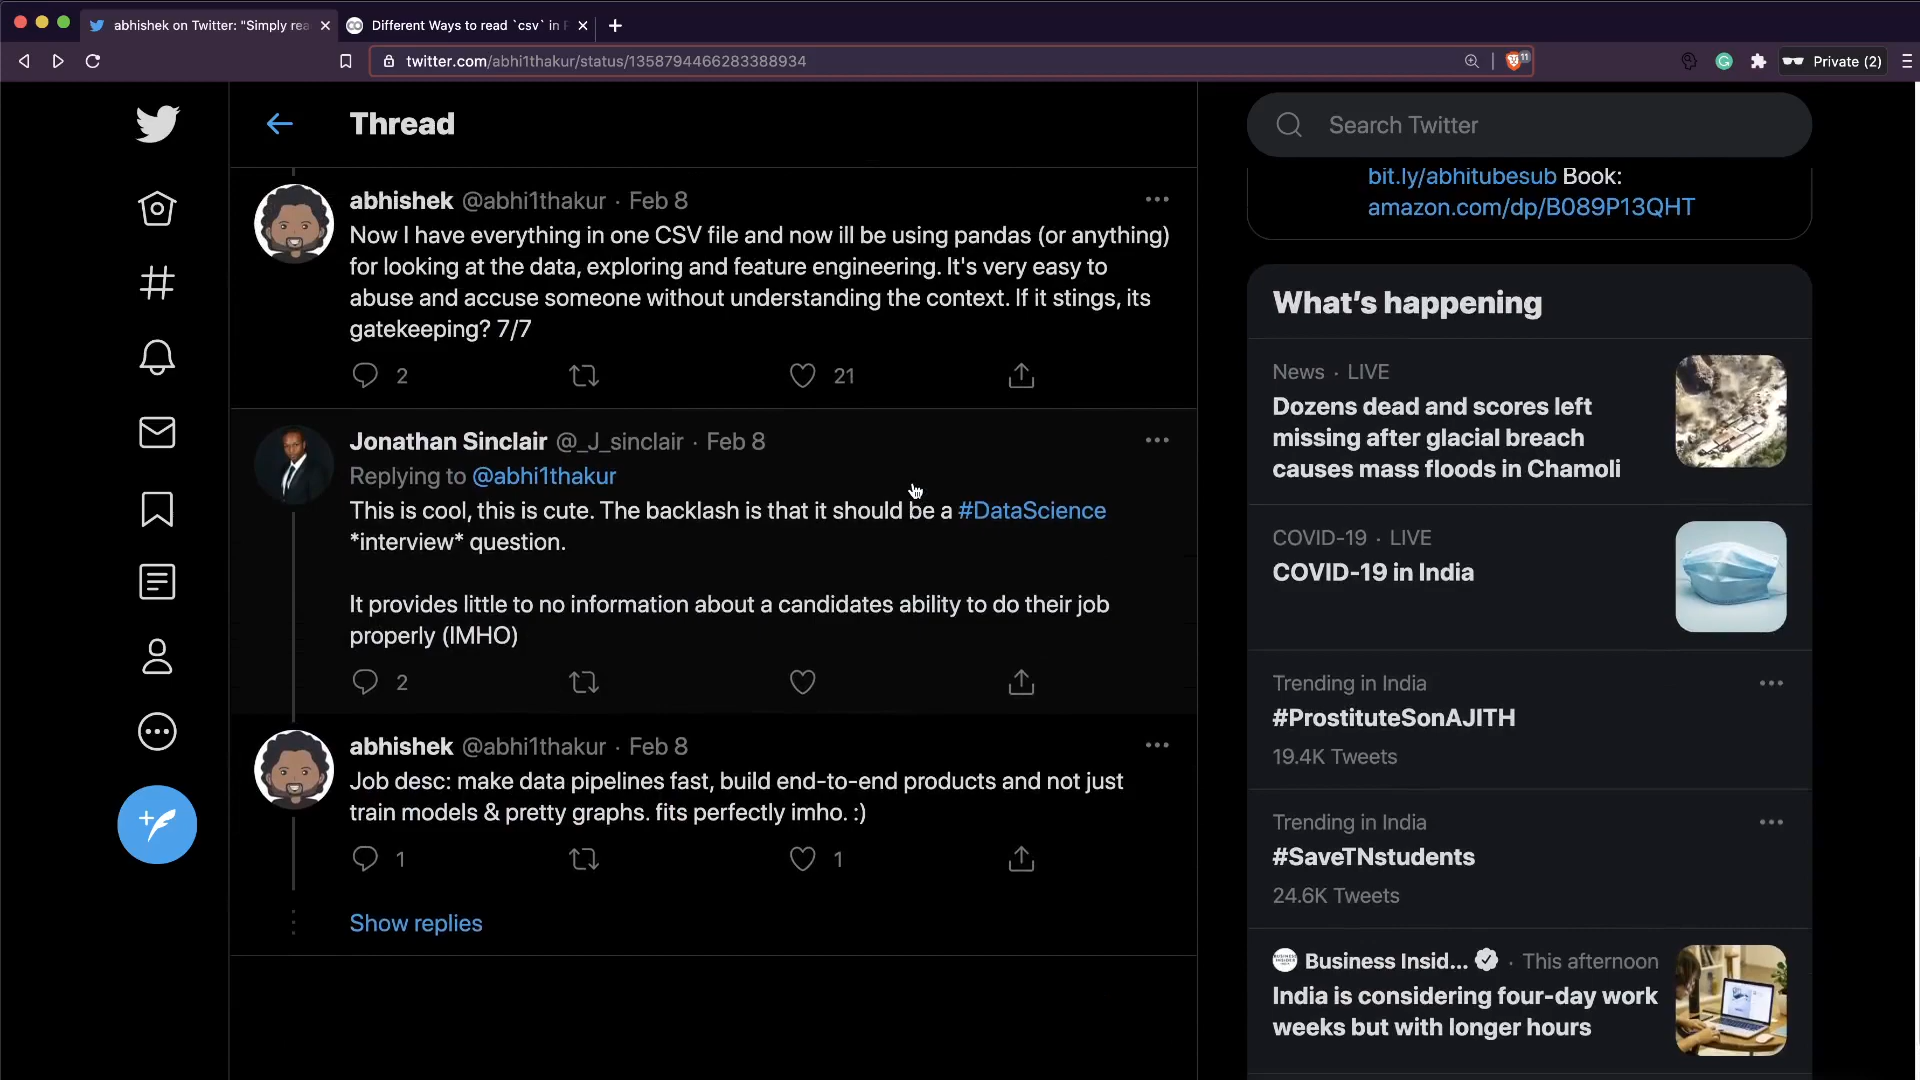 abhishek on Twitter: "Simply rea
Different Ways to read `csv` in P
twitter.com/abhi1thakur/status/1358794466283388934
11
Private (2)
Thread
Search Twitter
bit.ly/abhitubesub Book:
amazon.com/dp/B089P13QHT
abhishek @abhi1thakur · Feb 8
Now I have everything in one CSV file and now ill be using pandas (or anything)
for looking at the data, exploring and feature engineering. It's very easy to
abuse and accuse someone without understanding the context. If it stings, its
gatekeeping? 7/7
2
21
Jonathan Sinclair @_J_sinclair · Feb 8
Replying to @abhi1thakur
This is cool, this is cute. The backlash is that it should be a #DataScience
*interview* question.
It provides little to no information about a candidates ability to do their job
properly (IMHO)
2
abhishek @abhi1thakur · Feb 8
Job desc: make data pipelines fast, build end-to-end products and not just
train models & pretty graphs. fits perfectly imho. :)
1
1
Show replies
What's happening
News · LIVE
Dozens dead and scores left
missing after glacial breach
causes mass floods in Chamoli
COVID-19 · LIVE
COVID-19 in India
Trending in India
#ProstituteSonAJITH
19.4K Tweets
Trending in India
#SaveTNstudents
24.6K Tweets
Business Insid... · This afternoon
India is considering four-day work
weeks but with longer hours